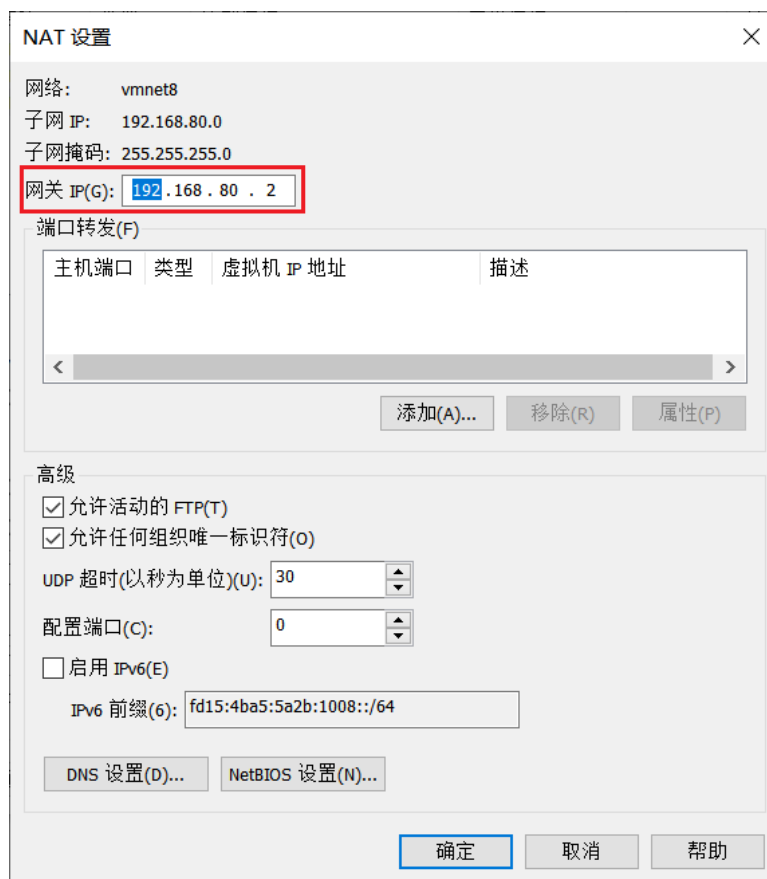 NAT 设置
网络: vmnet8
子网 IP: 192.168.80.0
子网掩码: 255.255.255.0
网关 IP(G): 192 . 168 . 80 . 2
端口转发(F)
主机端口 类型 虚拟机 IP 地址 描述
添加(A)... 移除(R) 属性(P)
高级
允许活动的 FTP(T)
允许任何组织唯一标识符(O)
UDP 超时(以秒为单位)(U): 30
配置端口(C): 0
启用 IPv6(E)
IPv6 前缀(6): fd15:4ba5:5a2b:1008::/64
DNS 设置(D)... NetBIOS 设置(N)...
确定 取消 帮助